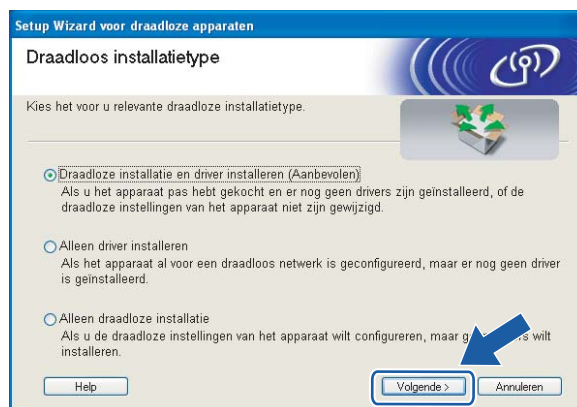 Setup Wizard voor draadloze apparaten
Draadloos installatietype
Kies het voor u relevante draadloze installatietype.
Draadloze installatie en driver installeren (Aanbevolen)
Als u het apparaat pas hebt gekocht en er nog geen drivers zijn geïnstalleerd, of de
draadloze instellingen van het apparaat niet zijn gewijzigd.
Alleen driver installeren
Als het apparaat al voor een draadloos netwerk is geconfigureerd, maar er nog geen driver
is geïnstalleerd.
Alleen draadloze installatie
Als u de draadloze instellingen van het apparaat wilt configureren, maar wilt
installeren.
Help
Volgende >
Annuleren